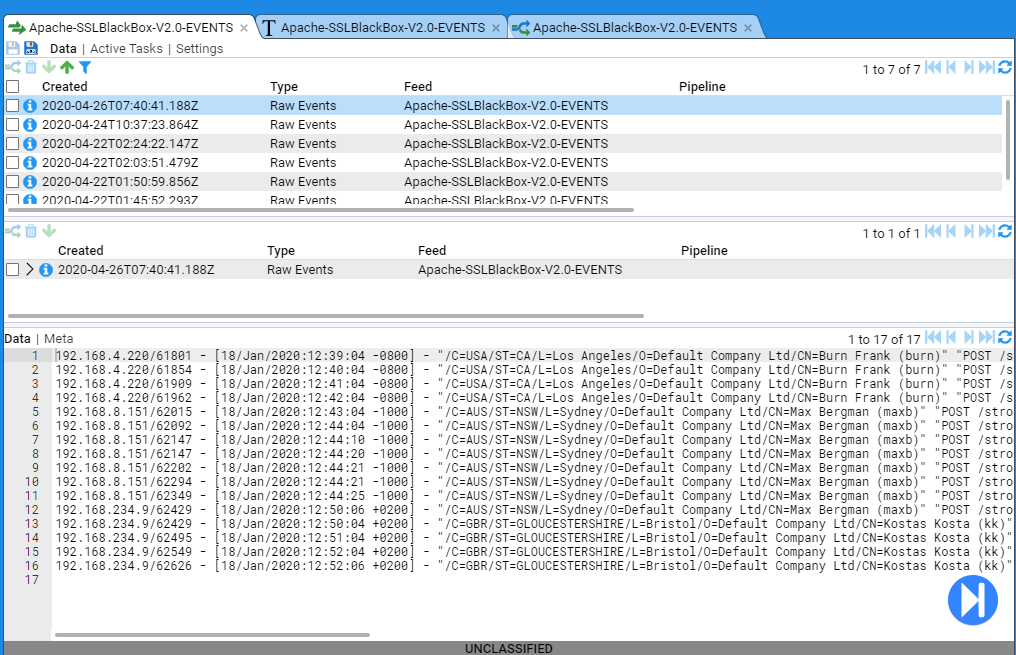 Apache-SSLBlackBox-V2.0-EVENTS × T Apache-SSLBlackBox-V2.0-EVENTS × Apache-SSLBlackBox-V2.0-EVENTS ×
Data | Active Tasks | Settings
1 to 7 of 7
Created Type Feed Pipeline
2020-04-26T07:40:41.188Z Raw Events Apache-SSLBlackBox-V2.0-EVENTS
2020-04-24T10:37:23.864Z Raw Events Apache-SSLBlackBox-V2.0-EVENTS
2020-04-22T02:24:22.147Z Raw Events Apache-SSLBlackBox-V2.0-EVENTS
2020-04-22T02:03:51.479Z Raw Events Apache-SSLBlackBox-V2.0-EVENTS
2020-04-22T01:50:59.856Z Raw Events Apache-SSLBlackBox-V2.0-EVENTS
2020-04-22T01:45:52.293Z Raw Events Apache-SSLBlackBox-V2.0-EVENTS
1 to 1 of 1
Created Type Feed Pipeline
2020-04-26T07:40:41.188Z Raw Events Apache-SSLBlackBox-V2.0-EVENTS
Data | Meta 1 to 17 of 17
1 192.168.4.220/61801 - [18/Jan/2020:12:39:04 -0800] - "/C=USA/ST=CA/L=Los Angeles/O=Default Company Ltd/CN=Burn Frank (burn)" "POST /s
2 192.168.4.220/61854 - [18/Jan/2020:12:40:04 -0800] - "/C=USA/ST=CA/L=Los Angeles/O=Default Company Ltd/CN=Burn Frank (burn)" "POST /s
3 192.168.4.220/61909 - [18/Jan/2020:12:41:04 -0800] - "/C=USA/ST=CA/L=Los Angeles/O=Default Company Ltd/CN=Burn Frank (burn)" "POST /s
4 192.168.4.220/61962 - [18/Jan/2020:12:42:04 -0800] - "/C=USA/ST=CA/L=Los Angeles/O=Default Company Ltd/CN=Burn Frank (burn)" "POST /s
5 192.168.8.151/62015 - [18/Jan/2020:12:43:04 -1000] - "/C=AUS/ST=NSW/L=Sydney/O=Default Company Ltd/CN=Max Bergman (maxb)" "POST /stro
6 192.168.8.151/62092 - [18/Jan/2020:12:44:04 -1000] - "/C=AUS/ST=NSW/L=Sydney/O=Default Company Ltd/CN=Max Bergman (maxb)" "POST /stro
7 192.168.8.151/62147 - [18/Jan/2020:12:44:10 -1000] - "/C=AUS/ST=NSW/L=Sydney/O=Default Company Ltd/CN=Max Bergman (maxb)" "POST /stro
8 192.168.8.151/62147 - [18/Jan/2020:12:44:20 -1000] - "/C=AUS/ST=NSW/L=Sydney/O=Default Company Ltd/CN=Max Bergman (maxb)" "POST /stro
9 192.168.8.151/62202 - [18/Jan/2020:12:44:21 -1000] - "/C=AUS/ST=NSW/L=Sydney/O=Default Company Ltd/CN=Max Bergman (maxb)" "POST /stro
10 192.168.8.151/62294 - [18/Jan/2020:12:44:21 -1000] - "/C=AUS/ST=NSW/L=Sydney/O=Default Company Ltd/CN=Max Bergman (maxb)" "POST /stro
11 192.168.8.151/62349 - [18/Jan/2020:12:44:25 -1000] - "/C=AUS/ST=NSW/L=Sydney/O=Default Company Ltd/CN=Max Bergman (maxb)" "POST /stro
12 192.168.234.9/62429 - [18/Jan/2020:12:50:06 +0200] - "/C=AUS/ST=NSW/L=Sydney/O=Default Company Ltd/CN=Max Bergman (maxb)" "POST /stro
13 192.168.234.9/62429 - [18/Jan/2020:12:50:04 +0200] - "/C=GBR/ST=GLOUCESTERSHIRE/L=Bristol/O=Default Company Ltd/CN=Kostas Kosta (kk)"
14 192.168.234.9/62495 - [18/Jan/2020:12:51:04 +0200] - "/C=GBR/ST=GLOUCESTERSHIRE/L=Bristol/O=Default Company Ltd/CN=Kostas Kosta (kk)"
15 192.168.234.9/62549 - [18/Jan/2020:12:52:04 +0200] - "/C=GBR/ST=GLOUCESTERSHIRE/L=Bristol/O=Default Company Ltd/CN=Kostas Kosta (kk)"
16 192.168.234.9/62626 - [18/Jan/2020:12:52:06 +0200] - "/C=GBR/ST=GLOUCESTERSHIRE/L=Bristol/O=Default Company Ltd/CN=Kostas Kosta (kk)"
17
UNCLASSIFIED